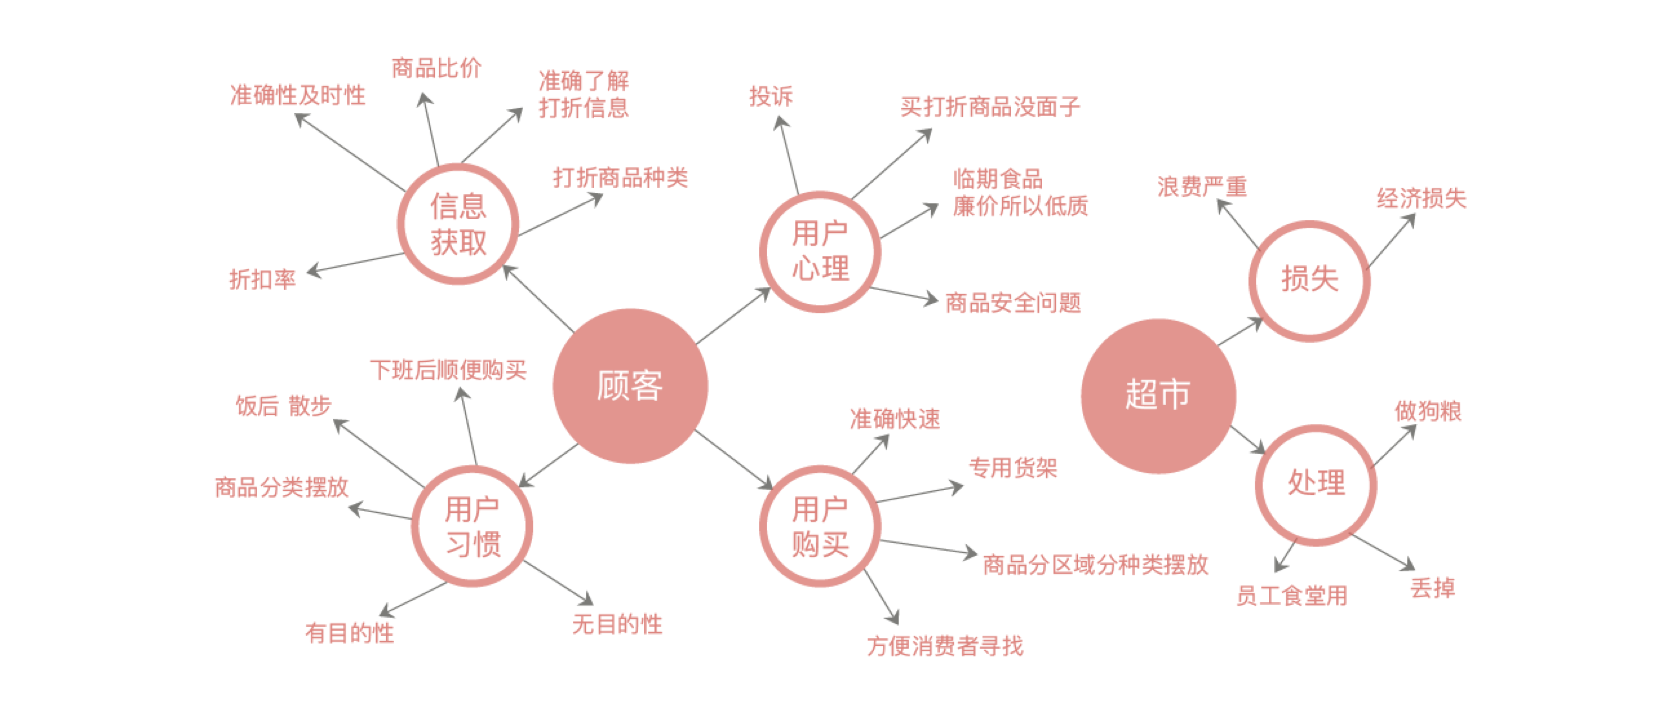 商品比价
准确性及时性
准确了解
打折信息
打折商品种类
信息
获取
折扣率
投诉
买打折商品没面子
临期食品
廉价所以低质
用户
心理
商品安全问题
顾客
下班后顺便购买
饭后 散步
商品分类摆放
用户
习惯
有目的性
无目的性
准确快速
专用货架
用户
购买
商品分区域分种类摆放
方便消费者寻找
浪费严重
经济损失
损失
超市
做狗粮
处理
员工食堂用
丢掉